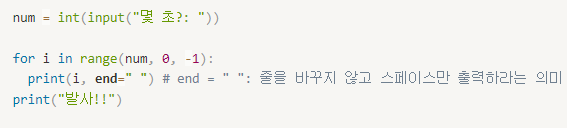 num = int(input("몇 초?: "))
for i in range(num, 0, -1):
print(i, end=" ") # end = " ": 줄을 바꾸지 않고 스페이스만 출력하라는 의미
print("발사!!")